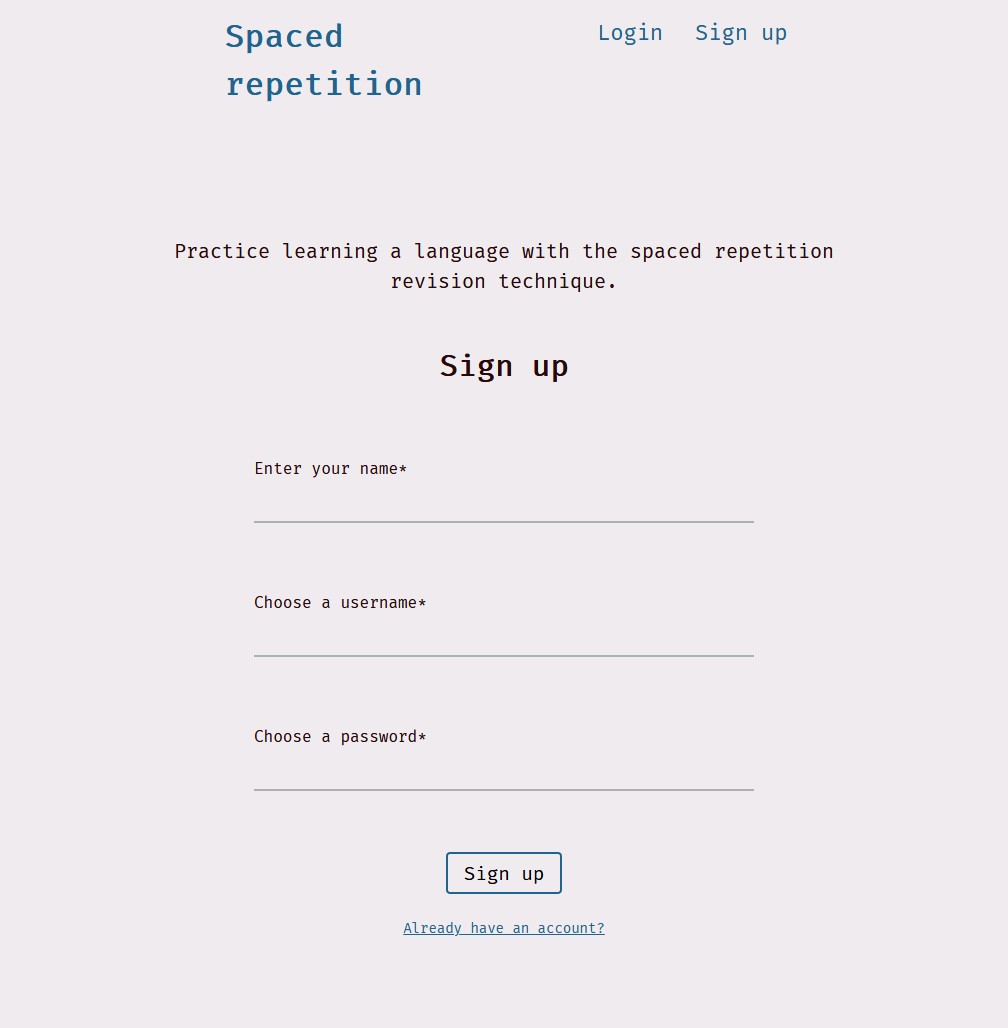 Spaced
repetition
Login Sign up
Practice learning a language with the spaced repetition
revision technique.
Sign up
Enter your name*
Choose a username*
Choose a password*
Sign up
Already have an account?